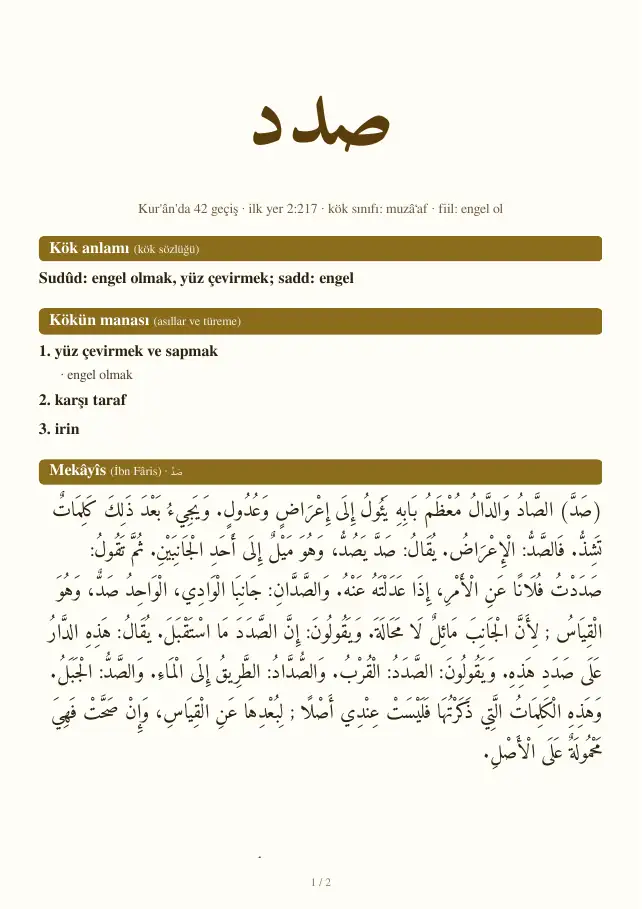 صدد
Kur'ân'da 42 geçiş · ilk yer 2:217 · kök sınıfı: muzâ'af · fiil: engel ol
Kök anlamı (kök sözlüğü)
Sudûd: engel olmak, yüz çevirmek; sadd: engel
Kökün manası (asıllar ve türeme)
1. yüz çevirmek ve sapmak
· engel olmak
2. karşı taraf
3. irin
Mekâyîs (İbn Fâris) · صَدَّ
(صَدَّ) الصَّادُ وَالدَّالُ مُعْظَمُ بَابِهِ يَئُولُ إِلَى إِعْرَاضٍ وَعُدُولٍ. وَيَجِيءُ بَعْدَ ذَلِكَ كَلِمَاتٌ
تَشِذُّ. فَالصَّدُّ: الْإِعْرَاضُ. يُقَالُ: صَدَّ يَصُدُّ، وَهُوَ مَيْلٌ إِلَى أَحَدِ الْجَانِبَيْنِ. ثُمَّ تَقُولُ:
صَدَدْتُ فُلَانًا عَنِ الْأَمْرِ، إِذَا عَدَلْتَهُ عَنْهُ. وَالصَّدَّانِ: جَانِبَا الْوَادِي، الْوَاحِدُ صَدٌّ، وَهُوَ
الْقِيَاسُ ; لِأَنَّ الْجَانِبَ مَائِلٌ لَا مَحَالَةَ. وَيَقُولُونَ: إِنَّ الصَّدَدَ مَا اسْتَقْبَلَ. يُقَالُ: هَذِهِ الدَّارُ
عَلَى صَدَدِ هَذِهِ. وَيَقُولُونَ: الصَّدَدُ: الْقُرْبُ. وَالصُّدَّادُ: الطَّرِيقُ إِلَى الْمَاءِ. وَالصَّدُّ: الْجَبَلُ.
وَهَذِهِ الْكَلِمَاتُ الَّتِي ذَكَرْتُهَا فَلَيْسَتْ عِنْدِي أَصْلًا ; لِبُعْدِهَا عَنِ الْقِيَاسِ، وَإِنْ صَحَّتْ فَهِيَ
مَحْمُولَةٌ عَلَى الْأَصْلِ.
1 / 2